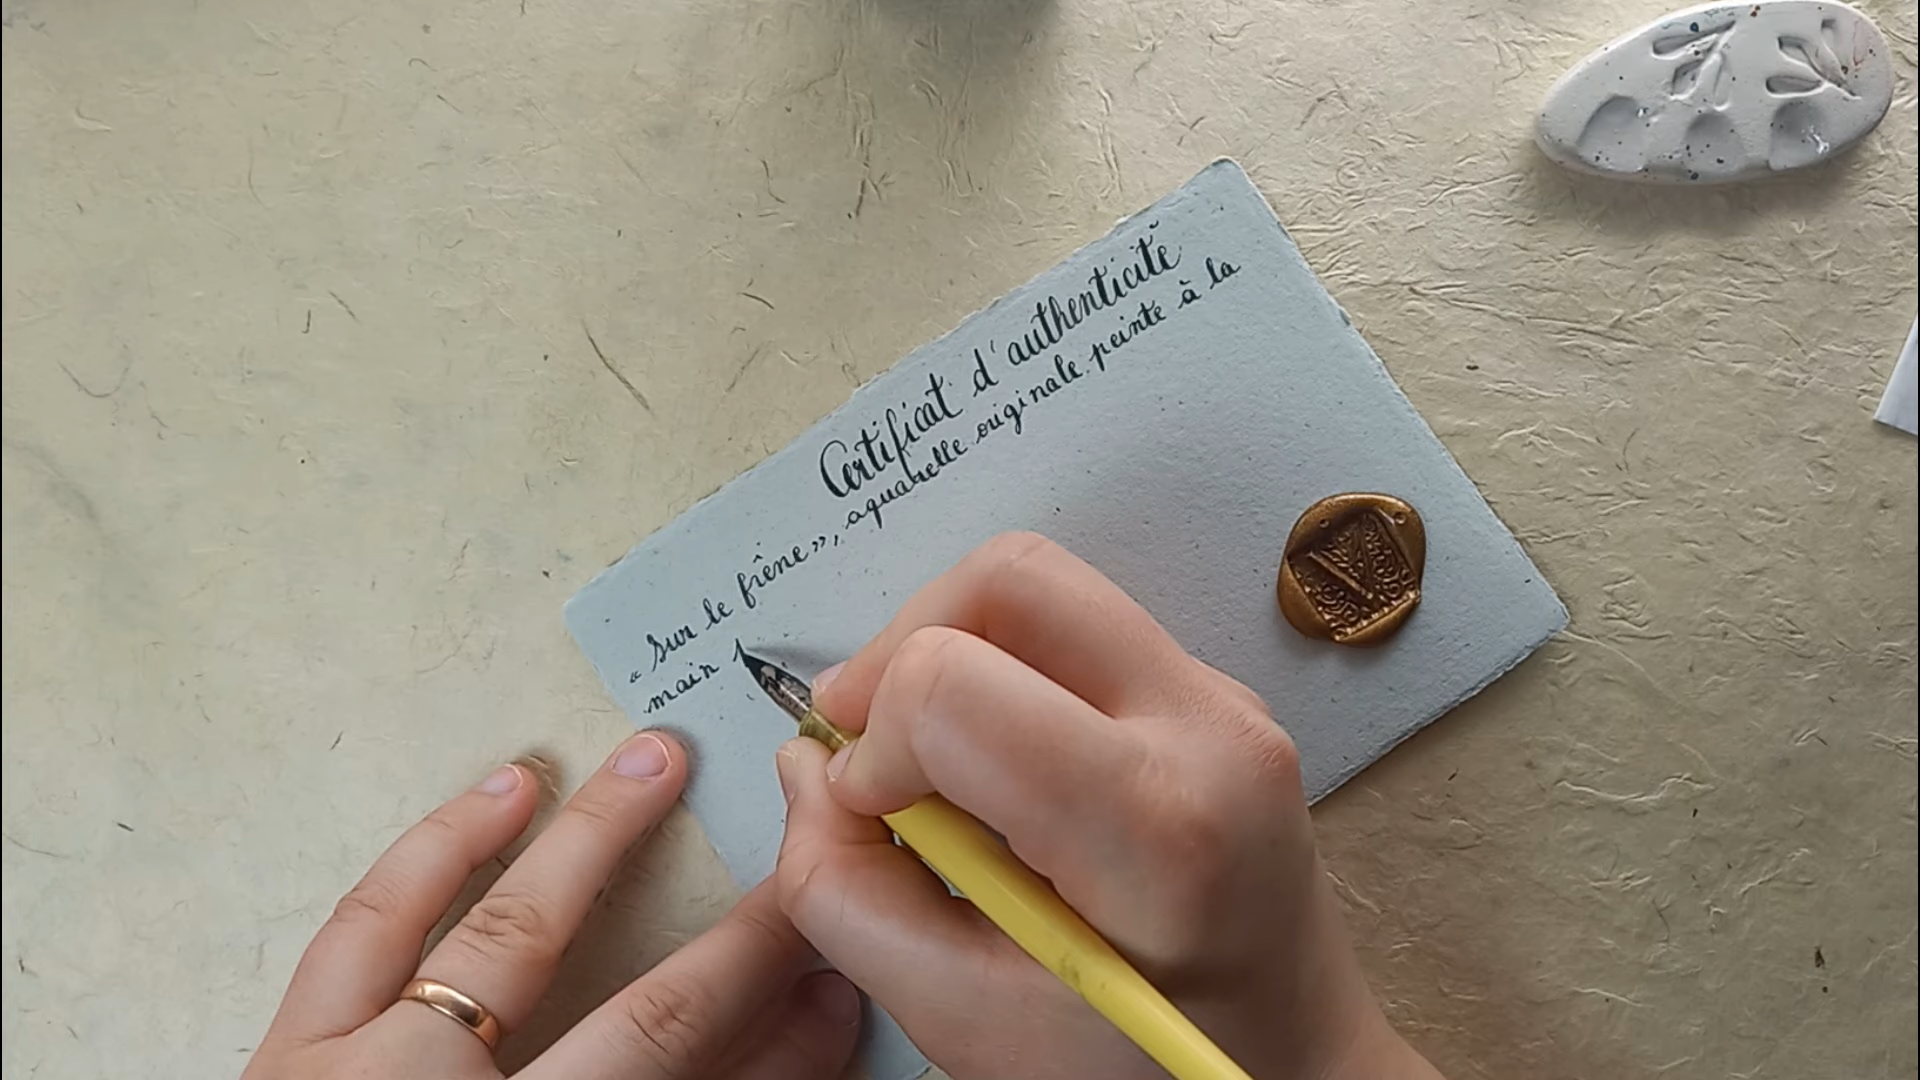 Certificat d'authenticité
« Sur le frêne », aquarelle originale peinte à la
main